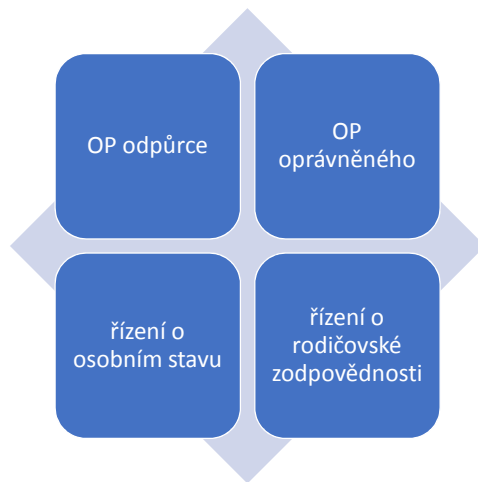 OP odpůrce
OP
oprávněného
řízení o
osobním stavu
řízení o
rodičovské
zodpovědnosti